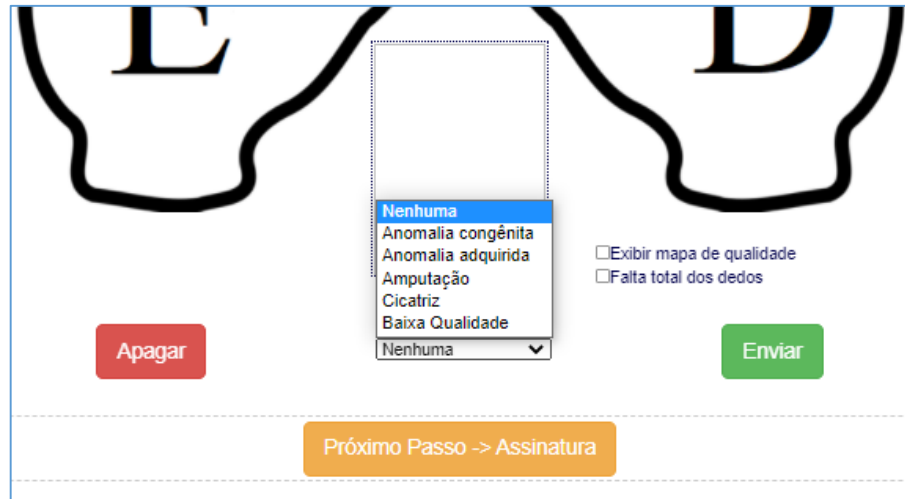 E D
Nenhuma
Anomalia congênita
Anomalia adquirida
Amputação
Cicatriz
Baixa Qualidade
Exibir mapa de qualidade
Falta total dos dedos
Apagar
Nenhuma
Enviar
Próximo Passo -> Assinatura